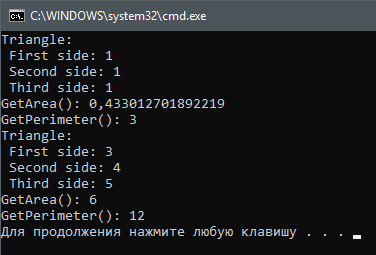 C:\WINDOWS\system32\cmd.exe
Triangle:
First side: 1
Second side: 1
Third side: 1
GetArea(): 0,433012701892219
GetPerimeter(): 3
Triangle:
First side: 3
Second side: 4
Third side: 5
GetArea(): 6
GetPerimeter(): 12
Для продолжения нажмите любую клавишу . . .